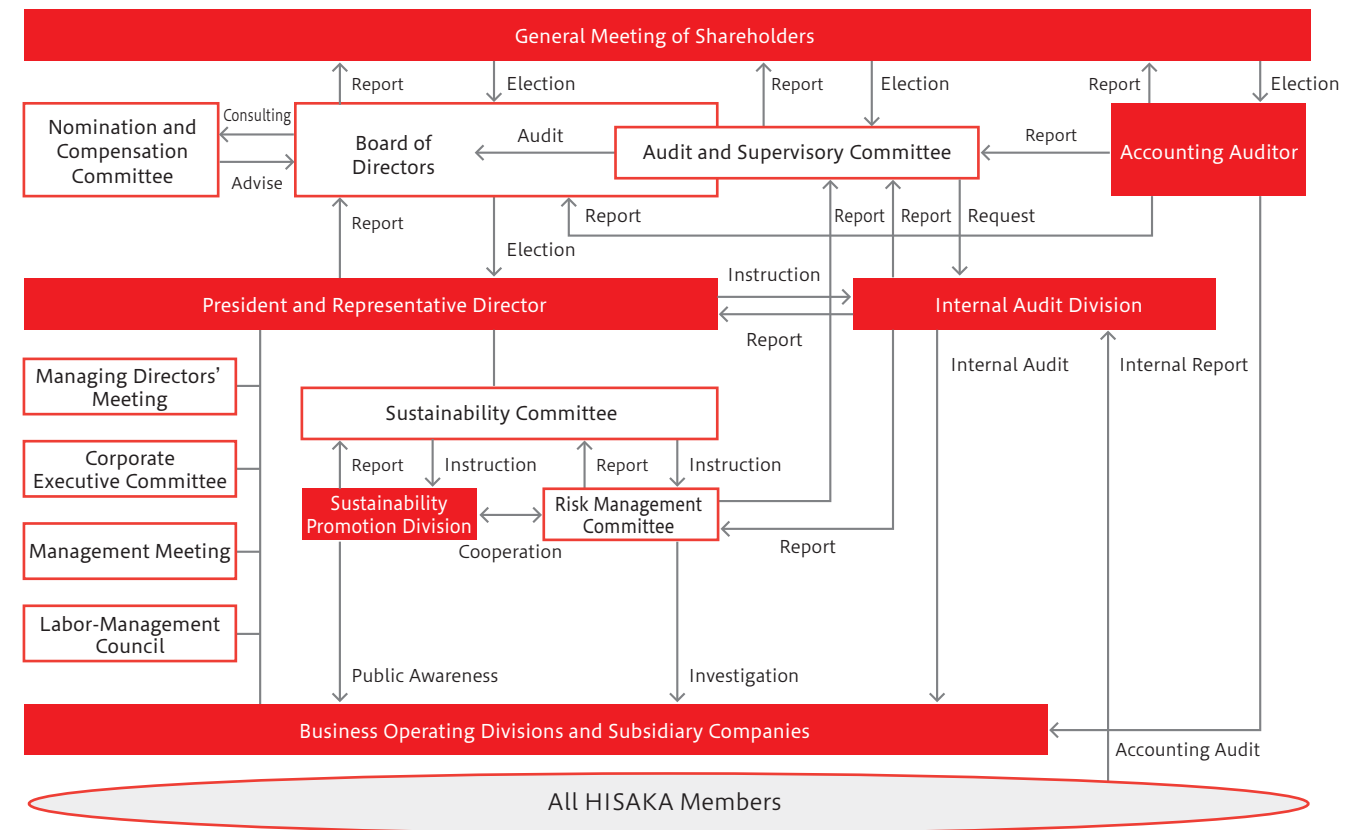 General Meeting of Shareholders
Report
Election
Report
Election
Report
Election
Nomination and
Compensation
Committee
Consulting
Advise
Board of
Directors
Audit
Audit and Supervisory Committee
Report
Accounting Auditor
Report
Election
Report
Report
Report
Request
President and Representative Director
Instruction
Report
Internal Audit Division
Managing Directors’
Meeting
Corporate
Executive Committee
Management Meeting
Labor-Management
Council
Sustainability Committee
Report
Instruction
Report
Instruction
Sustainability
Promotion Division
Cooperation
Risk Management
Committee
Report
Internal Audit
Internal Report
Public Awareness
Investigation
Business Operating Divisions and Subsidiary Companies
Accounting Audit
All HISAKA Members